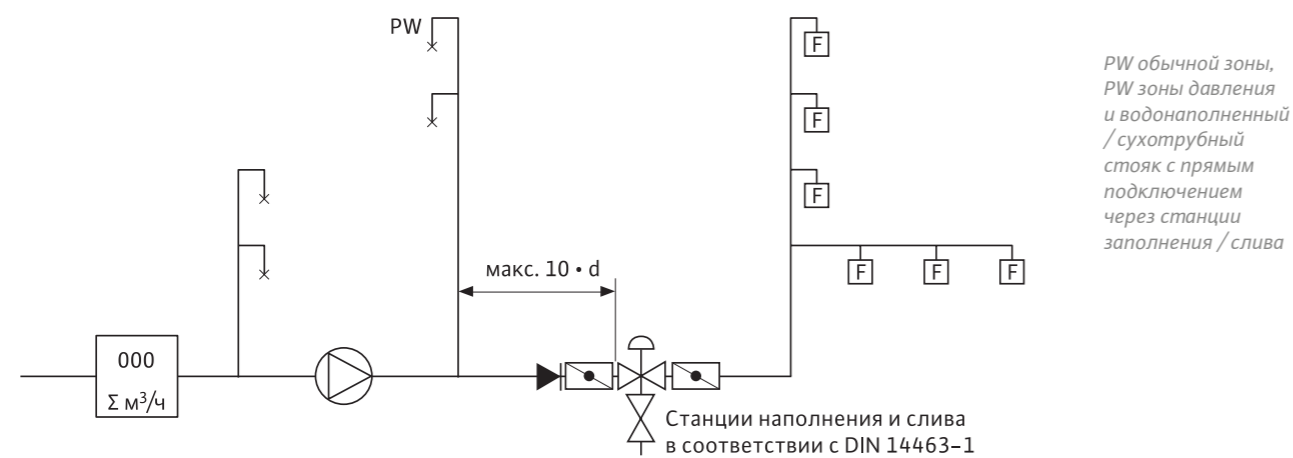 PW
F
F
F
F
F
F
PW обычной зоны,
PW зоны давления
и водонаполненный
/ сухотрубный
стояк с прямым
подключением
через станции
заполнения / слива
макс. 10 • d
000
Σ м³/ч
Станции наполнения и слива
в соответствии с DIN 14463–1